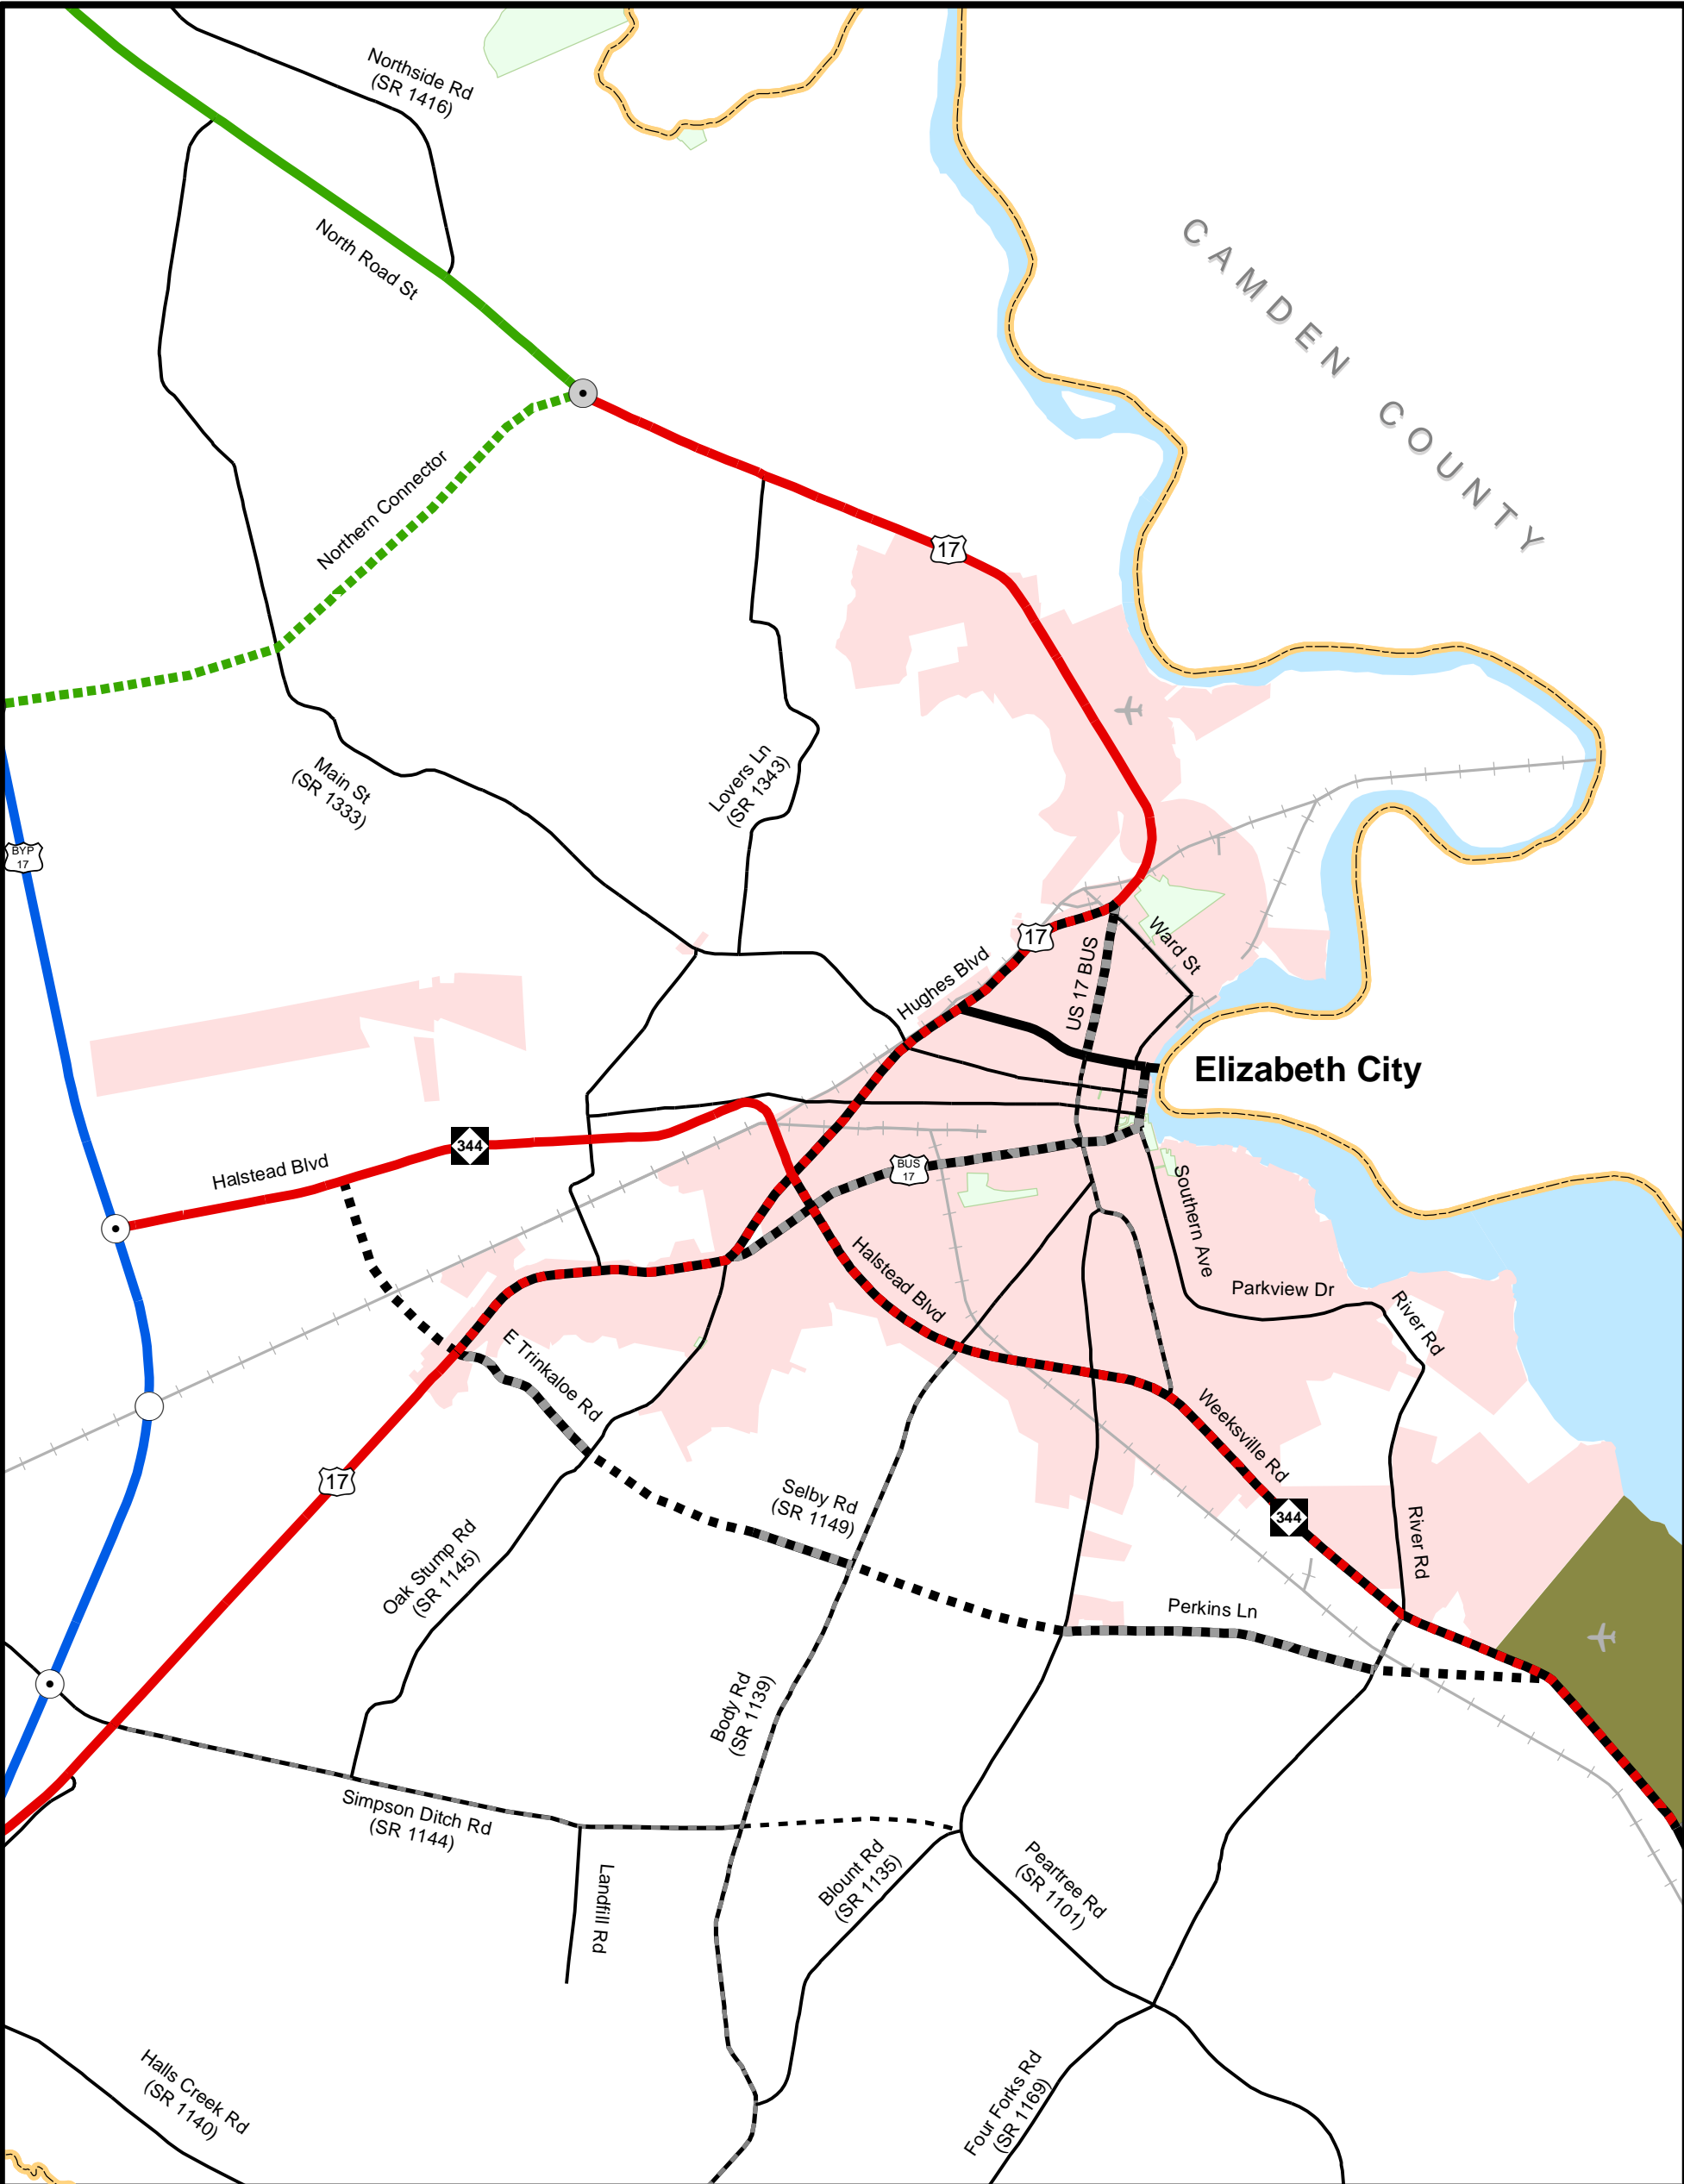 Northside Rd
(SR 1416)
North Road St
CAMDEN COUNTY
Northern Connector
17
Main St
(SR 1333)
Lovers Ln
(SR 1343)
BYP
17
17
Ward St
Hughes Blvd
US 17 BUS
Elizabeth City
344
Halstead Blvd
BUS
17
Southern Ave
Halstead Blvd
Parkview Dr
River Rd
E Trinkaloe Rd
Weeksville Rd
17
Selby Rd
(SR 1149)
344
River Rd
Oak Stump Rd
(SR 1145)
Perkins Ln
Body Rd
(SR 1139)
Simpson Ditch Rd
(SR 1144)
Landfill Rd
Blount Rd
(SR 1135)
Peartree Rd
(SR 1101)
Halls Creek Rd
(SR 1140)
Four Forks Rd
(SR 1169)